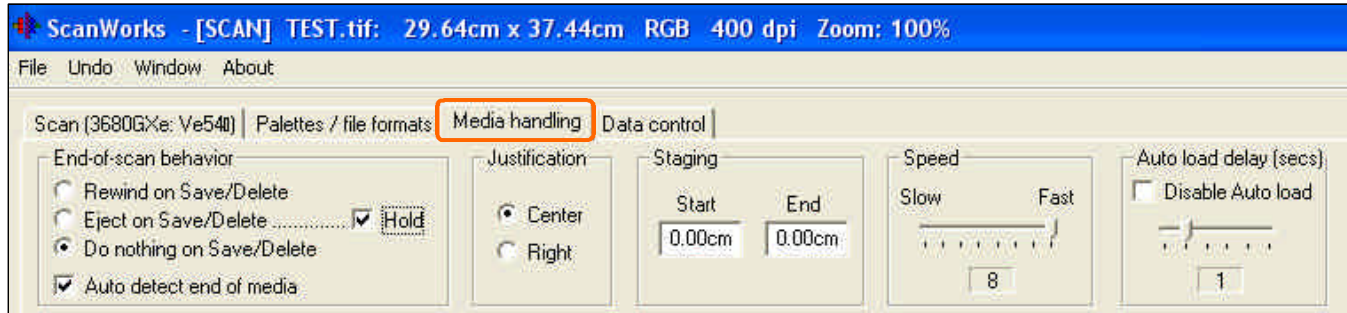 ScanWorks - [SCAN] TEST.tif: 29.64cm x 37.44cm RGB 400 dpi Zoom: 100%
File Undo Window About
Scan (3680GXe: Ve540) Palettes / file formats Media handling Data control
End-of-scan behavior
Rewind on Save/Delete
Eject on Save/Delete .............. Hold
Do nothing on Save/Delete
Auto detect end of media
Justification
Center
Right
Staging
Start End
0.00cm 0.00cm
Speed
Slow Fast
8
Auto load delay (secs)
Disable Auto load
1